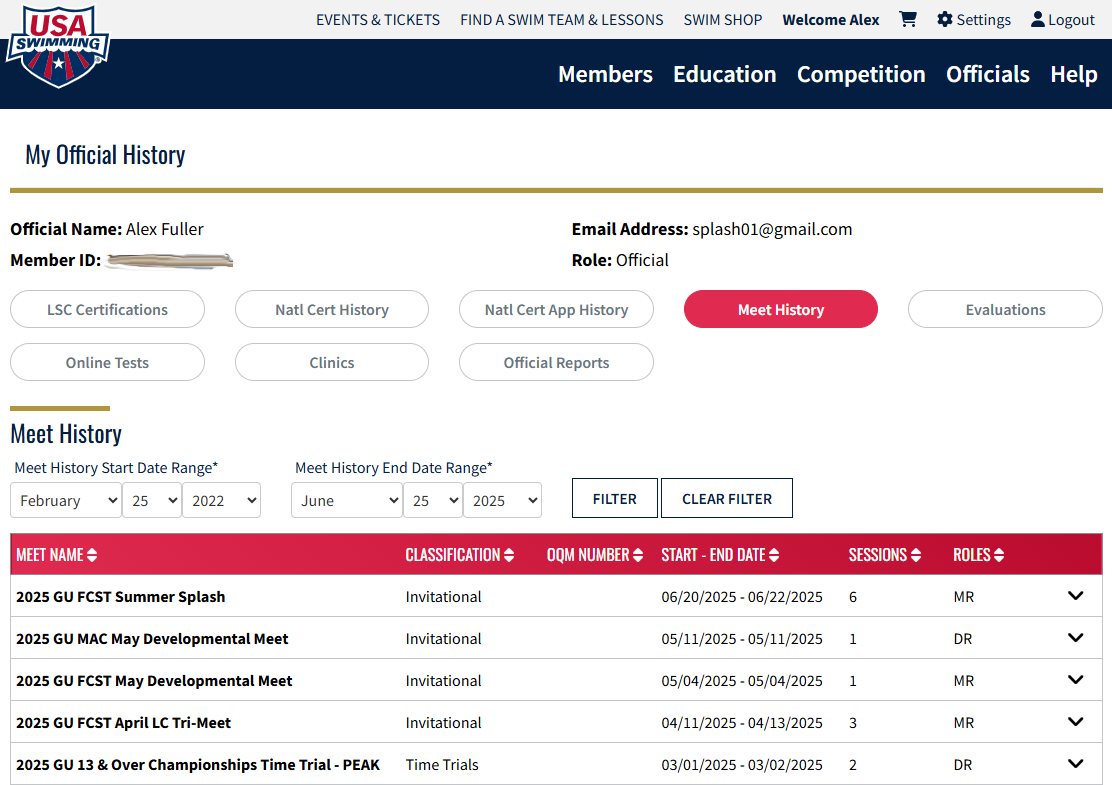 USA
SWIMMING
EVENTS & TICKETS FIND A SWIM TEAM & LESSONS SWIM SHOP Welcome Alex Settings Logout
Members Education Competition Officials Help
My Official History
Official Name: Alex Fuller Email Address: splash01@gmail.com
Member ID: Role: Official
LSC Certifications Natl Cert History Natl Cert App History Meet History Evaluations
Online Tests Clinics Official Reports
Meet History
Meet History Start Date Range* Meet History End Date Range*
February 25 2022 June 25 2025 FILTER CLEAR FILTER
MEET NAME CLASSIFICATION OQM NUMBER START - END DATE SESSIONS ROLES
2025 GU FCST Summer Splash Invitational 06/20/2025 - 06/22/2025 6 MR
2025 GU MAC May Developmental Meet Invitational 05/11/2025 - 05/11/2025 1 DR
2025 GU FCST May Developmental Meet Invitational 05/04/2025 - 05/04/2025 1 MR
2025 GU FCST April LC Tri-Meet Invitational 04/11/2025 - 04/13/2025 3 MR
2025 GU 13 & Over Championships Time Trial - PEAK Time Trials 03/01/2025 - 03/02/2025 2 DR